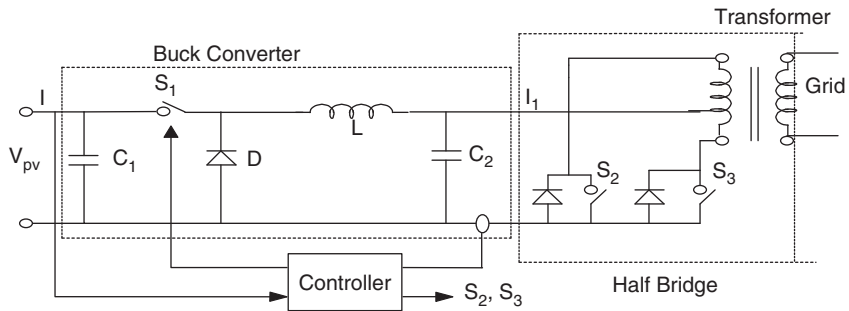 Transformer
Buck Converter
I
S1
I1
Grid
L
Vpv
C1
D
C2
S2
S3
Controller
S2, S3
Half Bridge